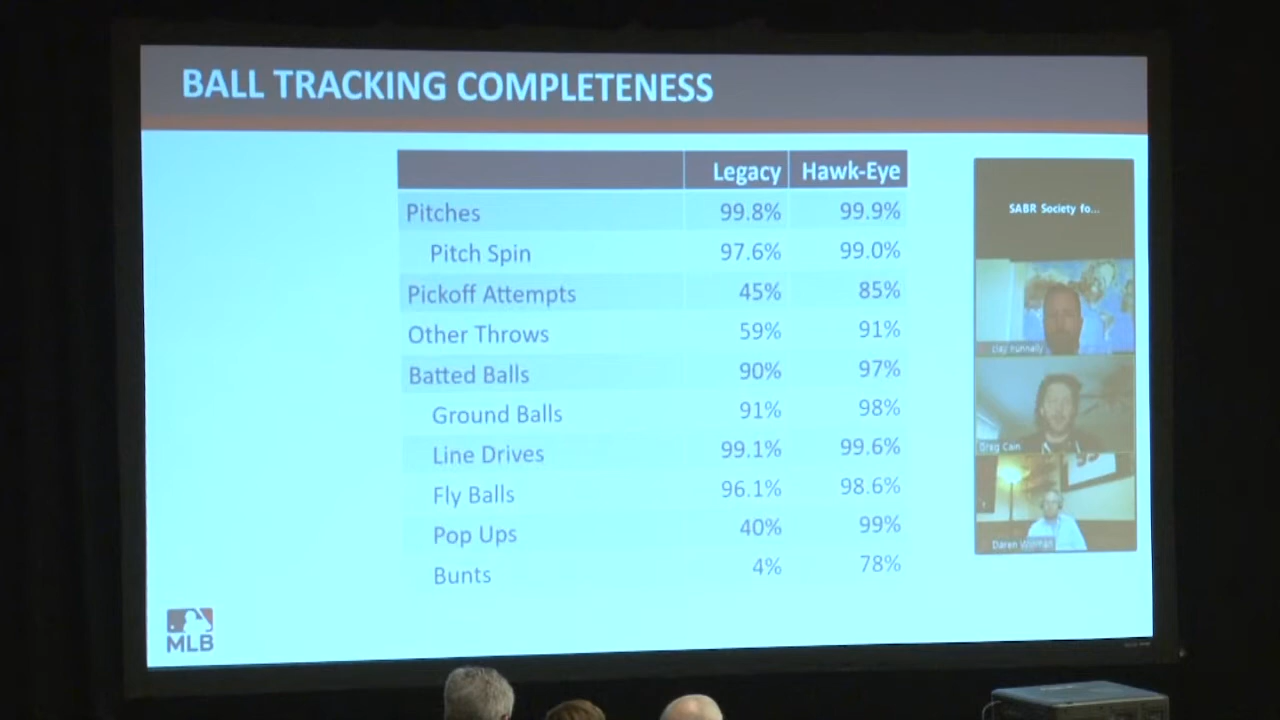 BALL TRACKING COMPLETENESS
Legacy Hawk-Eye
Pitches 99.8% 99.9%
Pitch Spin 97.6% 99.0%
Pickoff Attempts 45% 85%
Other Throws 59% 91%
Batted Balls 90% 97%
Ground Balls 91% 98%
Line Drives 99.1% 99.6%
Fly Balls 96.1% 98.6%
Pop Ups 40% 99%
Bunts 4% 78%
SABR Society fo...
Greg Cain
Daren
MLB